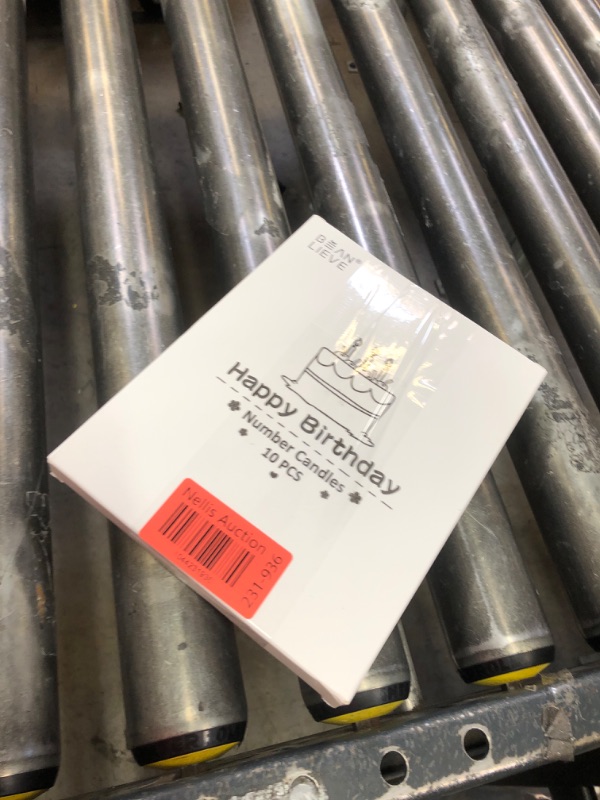 BEAN®
LIEVE
Happy Birthday
Number Candles
10 PCS
Nellis Auction
231-936